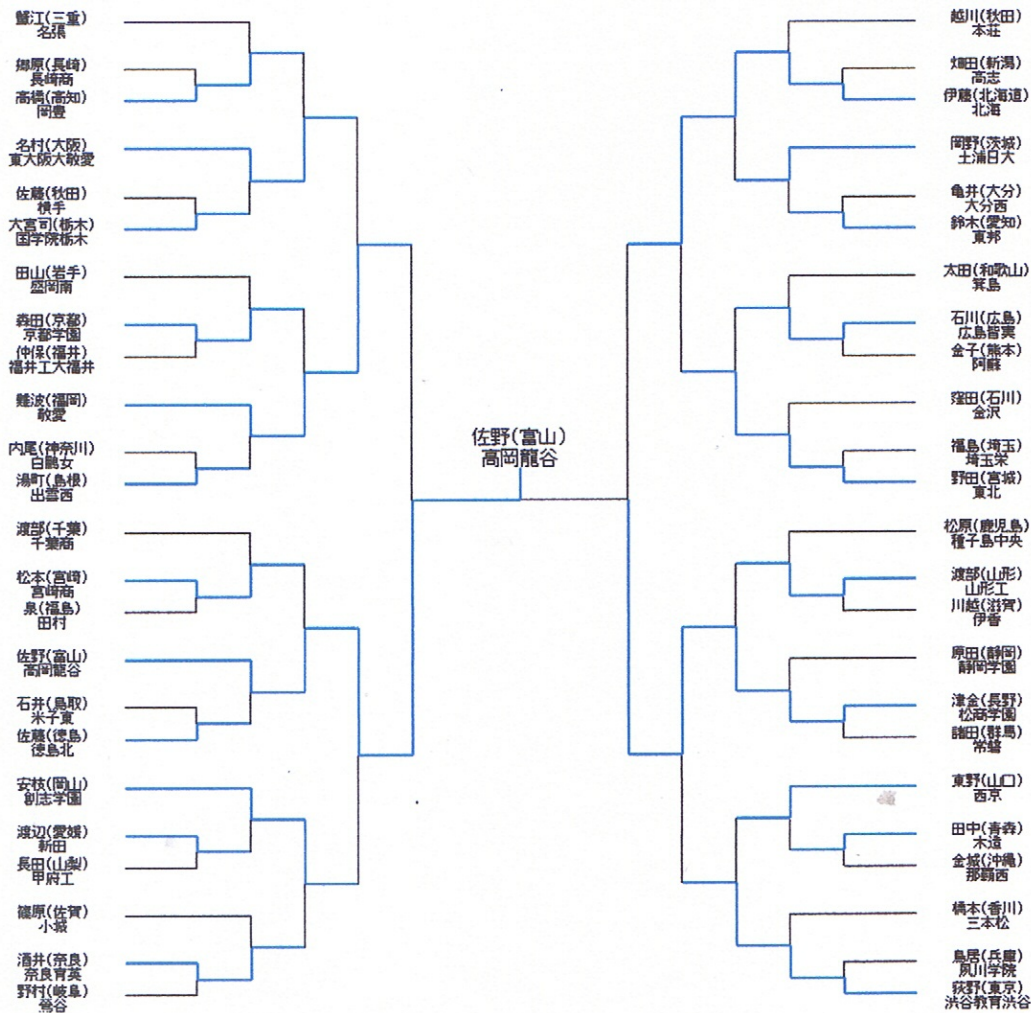 蟹江(三重)
名張
郷原(長崎)
長崎商
高橋(高知)
岡豊
名村(大阪)
東大阪大敬愛
佐藤(秋田)
横手
大宮司(栃木)
国学院栃木
田山(岩手)
盛岡南
森田(京都)
京都学園
仲保(福井)
福井工大福井
難波(福岡)
敬愛
内尾(神奈川)
白鵬女
湯町(島根)
出雲西
渡部(千葉)
千葉商
松本(宮崎)
宮崎商
泉(福島)
田村
佐野(富山)
高岡龍谷
石井(鳥取)
米子東
佐藤(徳島)
徳島北
安枝(岡山)
創志学園
渡辺(愛媛)
新田
長田(山梨)
甲府工
篠原(佐賀)
小城
酒井(奈良)
奈良育英
野村(岐阜)
鶯谷
佐野(富山)
高岡龍谷
越川(秋田)
本荘
畑田(新潟)
高志
伊藤(北海道)
北海
岡野(茨城)
土浦日大
亀井(大分)
大分西
鈴木(愛知)
東邦
太田(和歌山)
箕島
石川(広島)
広島皆実
金子(熊本)
阿蘇
窪田(石川)
金沢
福島(埼玉)
埼玉栄
野田(宮城)
東北
松原(鹿児島)
種子島中央
渡部(山形)
山形工
川越(滋賀)
伊香
原田(静岡)
静岡学園
津金(長野)
松商学園
諸田(群馬)
常磐
東野(山口)
西京
田中(青森)
木造
金城(沖縄)
那覇西
橋本(香川)
三本松
鳥居(兵庫)
夙川学院
荻野(東京)
渋谷教育渋谷